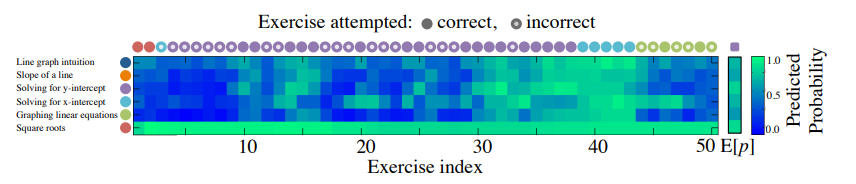 Exercise attempted: correct, incorrect
Line graph intuition
Slope of a line
Solving for y-intercept
Solving for x-intercept
Graphing linear equations
Square roots
10 20 30 40 50 E[p]
Exercise index
1.0
0.5
0.0
Predicted
Probability